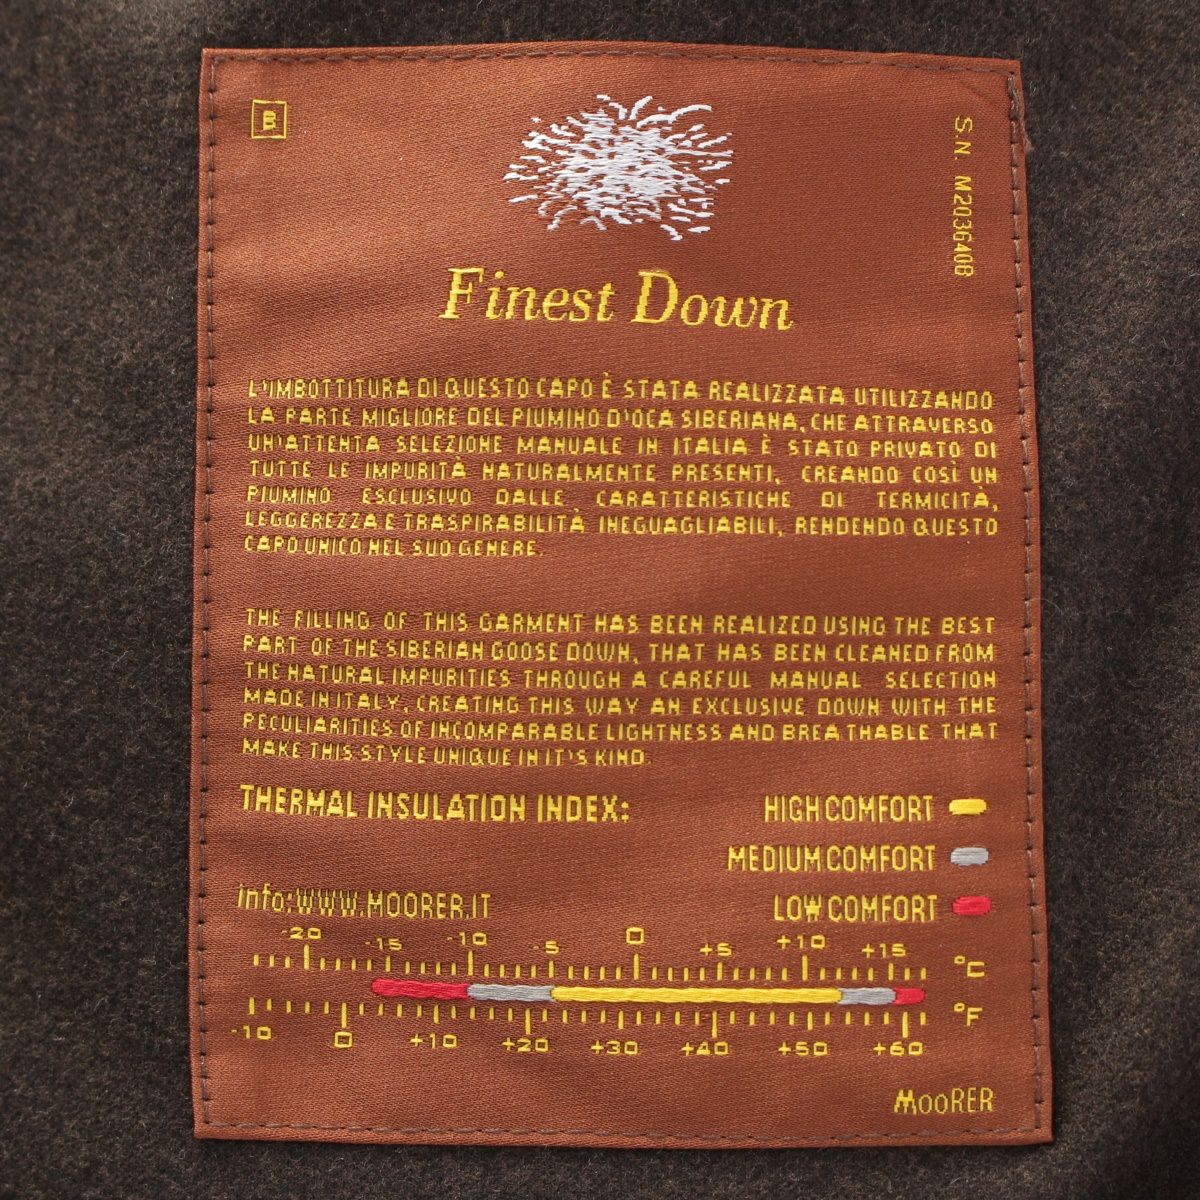 B
S.N. M2036408
Finest Down
L'IMBOTTITURA DI QUESTO CAPO È STATA REALIZZATA UTILIZZANDO
LA PARTE MIGLIORE DEL PIUMINO D'OCA SIBERIANA, CHE ATTRAVERSO
UN'ATTENTA SELEZIONE MANUALE IN ITALIA È STATO PRIVATO DI
TUTTE LE IMPURITÀ NATURALMENTE PRESENTI, CREANDO COSÌ UN
PIUMINO ESCLUSIVO DALLE CARATTERISTICHE DI TERMICITÀ,
LEGGEREZZA E TRASPIRABILITÀ INEGUAGLIABILI, RENDENDO QUESTO
CAPO UNICO NEL SUO GENERE.
THE FILLING OF THIS GARMENT HAS BEEN REALIZED USING THE BEST
PART OF THE SIBERIAN GOOSE DOWN, THAT HAS BEEN CLEANED FROM
THE NATURAL IMPURITIES THROUGH A CAREFUL MANUAL SELECTION
MADE IN ITALY, CREATING THIS WAY AN EXCLUSIVE DOWN WITH THE
PECULIARITIES OF INCOMPARABLE LIGHTNESS AND BREATHABLE THAT
MAKE THIS STYLE UNIQUE IN IT'S KIND.
THERMAL INSULATION INDEX: HIGH COMFORT
MEDIUM COMFORT
info:WWW.MOORER.IT LOW COMFORT
-20 -15 -10 -5 0 +5 +10 +15 °C
-10 0 +10 +20 +30 +40 +50 +60 °F
MooRER